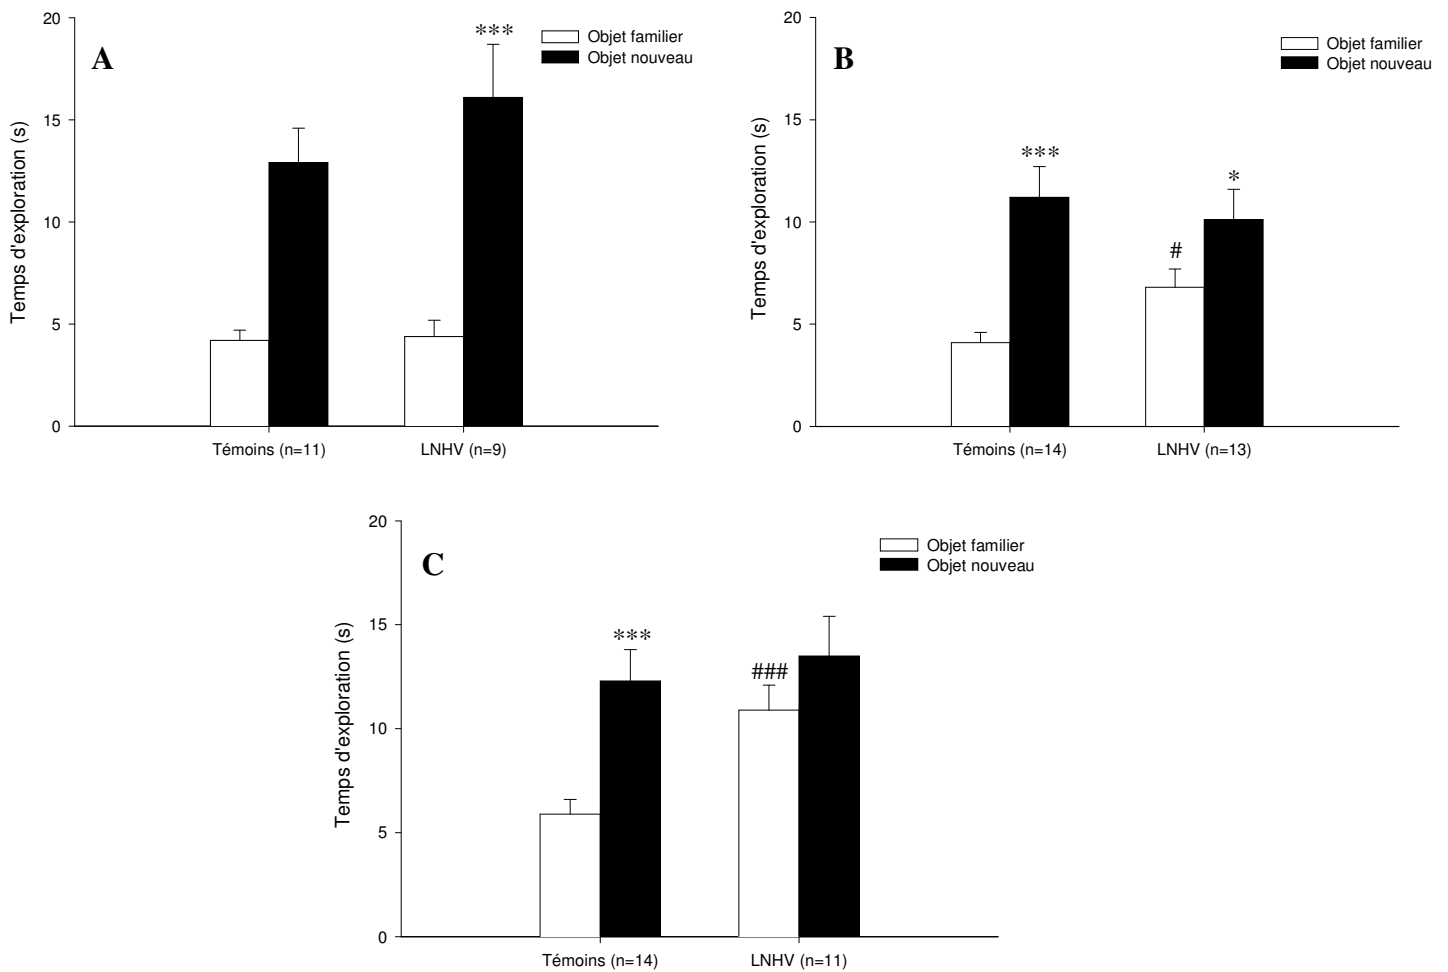 A
Temps d'exploration (s)
20
15
10
5
0
***
Objet familier
Objet nouveau
Témoins (n=11)
LNHV (n=9)
B
Temps d'exploration (s)
20
15
10
5
0
***
#
*
Objet familier
Objet nouveau
Témoins (n=14)
LNHV (n=13)
C
Temps d'exploration (s)
20
15
10
5
0
***
###
Objet familier
Objet nouveau
Témoins (n=14)
LNHV (n=11)